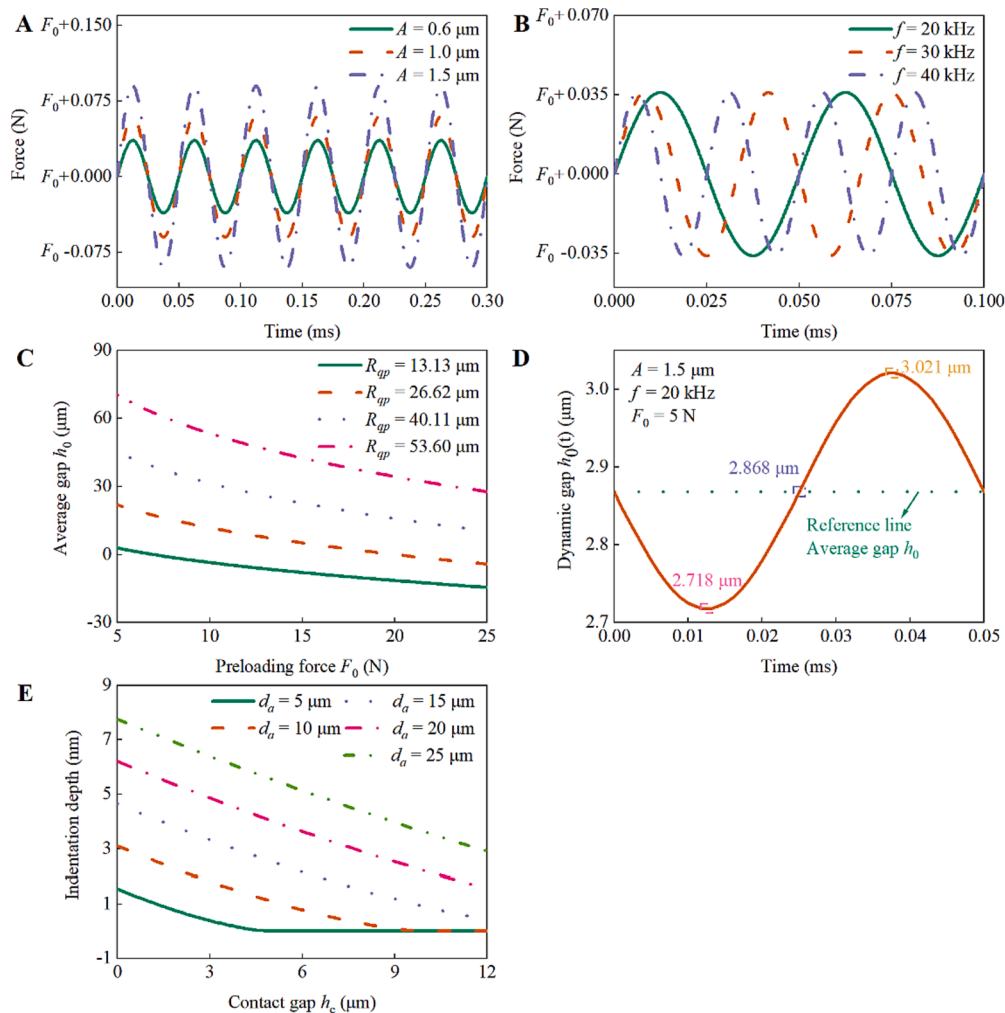 A
F0+0.150
F0+0.075
F0+0.000
F0 -0.075
Force (N)
A = 0.6 μm
A = 1.0 μm
A = 1.5 μm
0.00 0.05 0.10 0.15 0.20 0.25 0.30
Time (ms)
B
F0+0.070
F0+0.035
F0+0.000
F0 -0.035
Force (N)
f = 20 kHz
f = 30 kHz
f = 40 kHz
0.000 0.025 0.050 0.075 0.100
Time (ms)
C
90
60
30
0
-30
Average gap h0 (μm)
Rqp = 13.13 μm
Rqp = 26.62 μm
Rqp = 40.11 μm
Rqp = 53.60 μm
5 10 15 20 25
Preloading force F0 (N)
D
3.0
2.9
2.8
2.7
Dynamic gap h0(t) (μm)
A = 1.5 μm
f = 20 kHz
F0 = 5 N
3.021 μm
2.868 μm
2.718 μm
Reference line
Average gap h0
0.00 0.01 0.02 0.03 0.04 0.05
Time (ms)
E
9
7
5
3
1
-1
Indentation depth (nm)
da = 5 μm
da = 15 μm
da = 10 μm
da = 20 μm
da = 25 μm
0 3 6 9 12
Contact gap hc (μm)